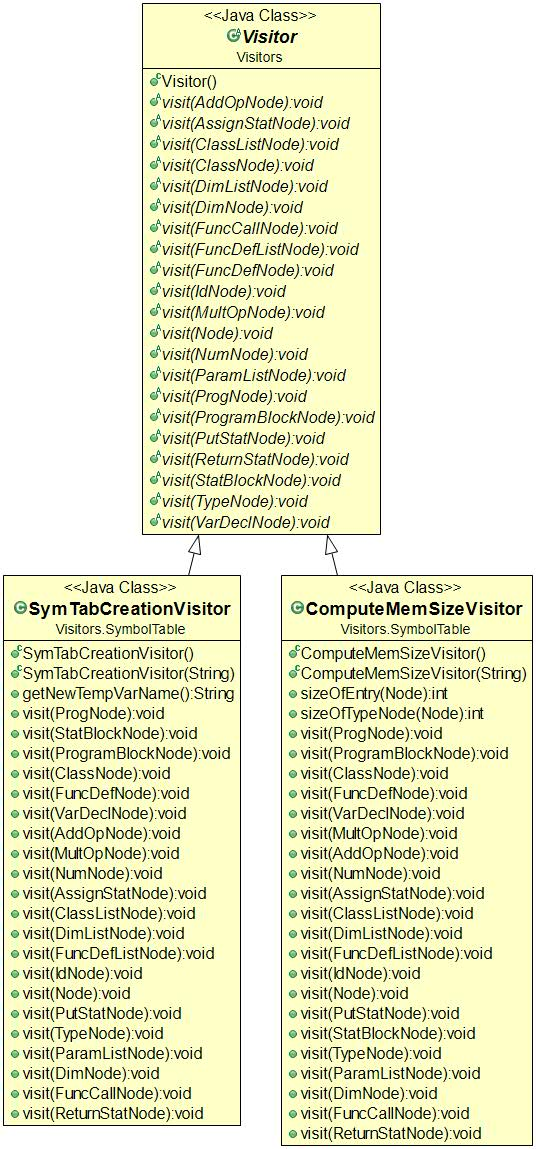 <<Java Class>>
Visitor
Visitors
Visitor()
visit(AddOpNode):void
visit(AssignStatNode):void
visit(ClassListNode):void
visit(ClassNode):void
visit(DimListNode):void
visit(DimNode):void
visit(FuncCallNode):void
visit(FuncDefListNode):void
visit(FuncDefNode):void
visit(IdNode):void
visit(MultOpNode):void
visit(Node):void
visit(NumNode):void
visit(ParamListNode):void
visit(ProgNode):void
visit(ProgramBlockNode):void
visit(PutStatNode):void
visit(ReturnStatNode):void
visit(StatBlockNode):void
visit(TypeNode):void
visit(VarDeclNode):void
<<Java Class>>
SymTabCreationVisitor
Visitors.SymbolTable
SymTabCreationVisitor()
SymTabCreationVisitor(String)
getNewTempVarName():String
visit(ProgNode):void
visit(StatBlockNode):void
visit(ProgramBlockNode):void
visit(ClassNode):void
visit(FuncDefNode):void
visit(VarDeclNode):void
visit(AddOpNode):void
visit(MultOpNode):void
visit(NumNode):void
visit(AssignStatNode):void
visit(ClassListNode):void
visit(DimListNode):void
visit(FuncDefListNode):void
visit(IdNode):void
visit(Node):void
visit(PutStatNode):void
visit(TypeNode):void
visit(ParamListNode):void
visit(DimNode):void
visit(FuncCallNode):void
visit(ReturnStatNode):void
<<Java Class>>
ComputeMemSizeVisitor
Visitors.SymbolTable
ComputeMemSizeVisitor()
ComputeMemSizeVisitor(String)
sizeOfEntry(Node):int
sizeOfTypeNode(Node):int
visit(ProgNode):void
visit(ProgramBlockNode):void
visit(ClassNode):void
visit(FuncDefNode):void
visit(VarDeclNode):void
visit(MultOpNode):void
visit(AddOpNode):void
visit(NumNode):void
visit(AssignStatNode):void
visit(ClassListNode):void
visit(DimListNode):void
visit(FuncDefListNode):void
visit(IdNode):void
visit(Node):void
visit(PutStatNode):void
visit(StatBlockNode):void
visit(TypeNode):void
visit(ParamListNode):void
visit(DimNode):void
visit(FuncCallNode):void
visit(ReturnStatNode):void